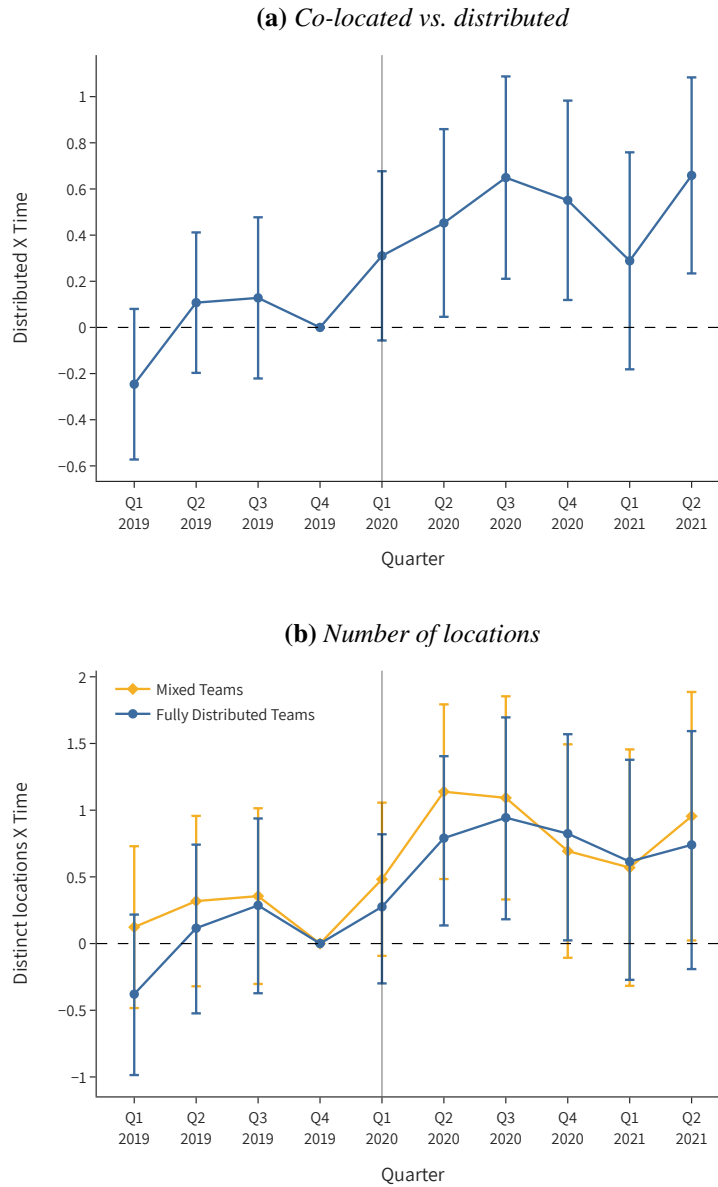 (a) Co-located vs. distributed
Distributed X Time
1
0.8
0.6
0.4
0.2
0
−0.2
−0.4
−0.6
Q1 Q2 Q3 Q4 Q1 Q2 Q3 Q4 Q1 Q2
2019 2019 2019 2019 2020 2020 2020 2020 2021 2021
Quarter
(b) Number of locations
Distinct locations X Time
Mixed Teams
Fully Distributed Teams
2
1.5
1
0.5
0
−0.5
−1
Q1 Q2 Q3 Q4 Q1 Q2 Q3 Q4 Q1 Q2
2019 2019 2019 2019 2020 2020 2020 2020 2021 2021
Quarter